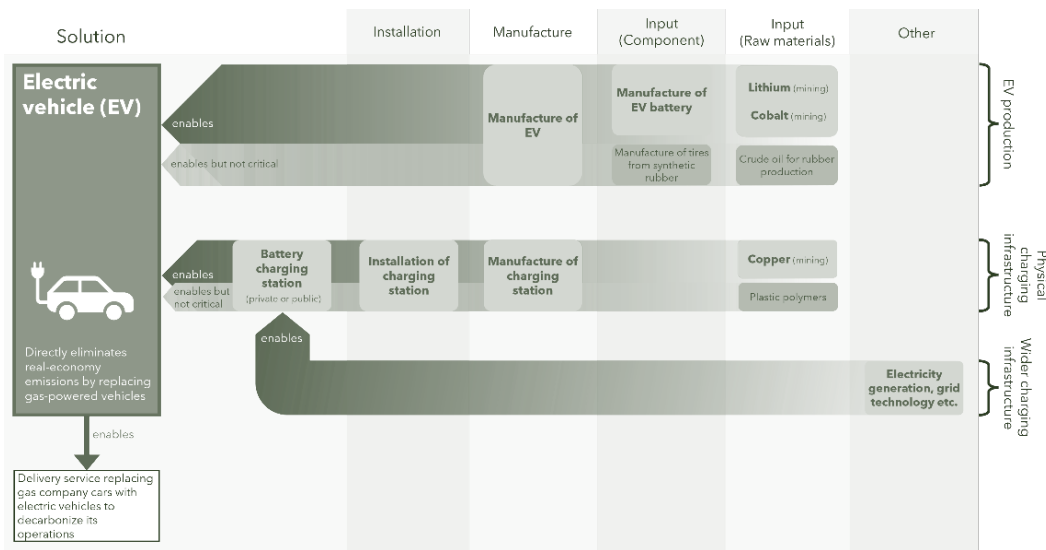 Solution
Installation
Manufacture
Input
(Component)
Input
(Raw materials)
Other
Electric
vehicle (EV)
Directly eliminates
real-economy
emissions by replacing
gas-powered vehicles
enables
Delivery service replacing
gas company cars with
electric vehicles to
decarbonize its
operations
enables
enables but not critical
Manufacture of
EV
Manufacture of
EV battery
Manufacture of tires
from synthetic
rubber
Lithium (mining)
Cobalt (mining)
Crude oil for rubber
production
EV production
enables
enables but
not critical
Battery
charging
station
(private or public)
Installation of
charging
station
Manufacture of
charging
station
Copper (mining)
Plastic polymers
Physical
charging
infrastructure
enables
Electricity
generation, grid
technology etc.
Wider charging
infrastructure